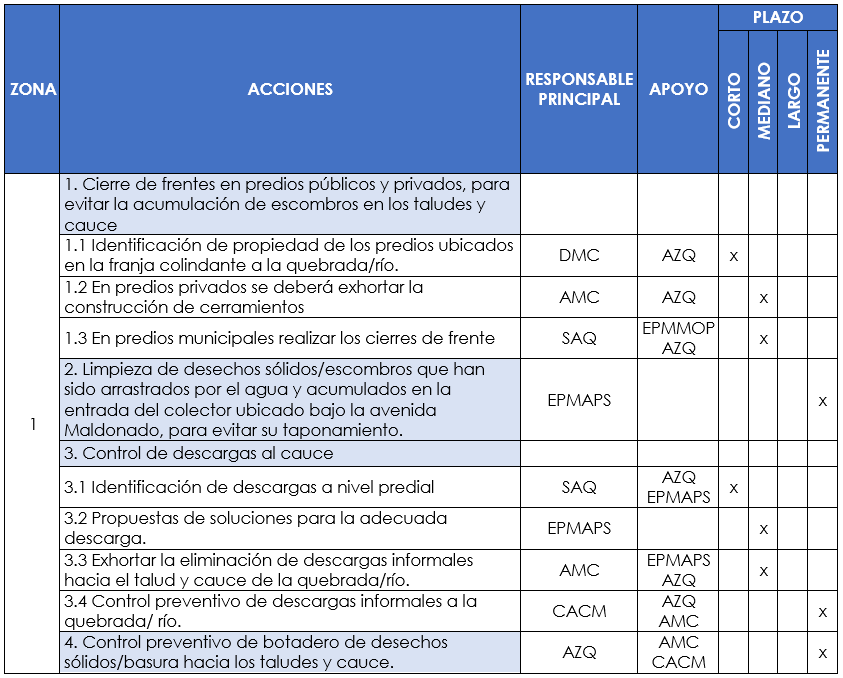 PLAZO
ZONA
ACCIONES
RESPONSABLE
PRINCIPAL
APOYO
CORTO
MEDIANO
LARGO
PERMANENTE
1
1. Cierre de frentes en predios públicos y privados, para
evitar la acumulación de escombros en los taludes y
cauce
1.1 Identificación de propiedad de los predios ubicados
en la franja colindante a la quebrada/río.
DMC
AZQ
x
1.2 En predios privados se deberá exhortar la
construcción de cerramientos
AMC
AZQ
x
1.3 En predios municipales realizar los cierres de frente
SAQ
EPMMOP
AZQ
x
2. Limpieza de desechos sólidos/escombros que han
sido arrastrados por el agua y acumulados en la
entrada del colector ubicado bajo la avenida
Maldonado, para evitar su taponamiento.
EPMAPS
x
3. Control de descargas al cauce
3.1 Identificación de descargas a nivel predial
SAQ
AZQ
EPMAPS
x
3.2 Propuestas de soluciones para la adecuada
descarga.
EPMAPS
x
3.3 Exhortar la eliminación de descargas informales
hacia el talud y cauce de la quebrada/río.
AMC
EPMAPS
AZQ
x
3.4 Control preventivo de descargas informales a la
quebrada/ río.
CACM
AZQ
AMC
x
4. Control preventivo de botadero de desechos
sólidos/basura hacia los taludes y cauce.
AZQ
AMC
CACM
x